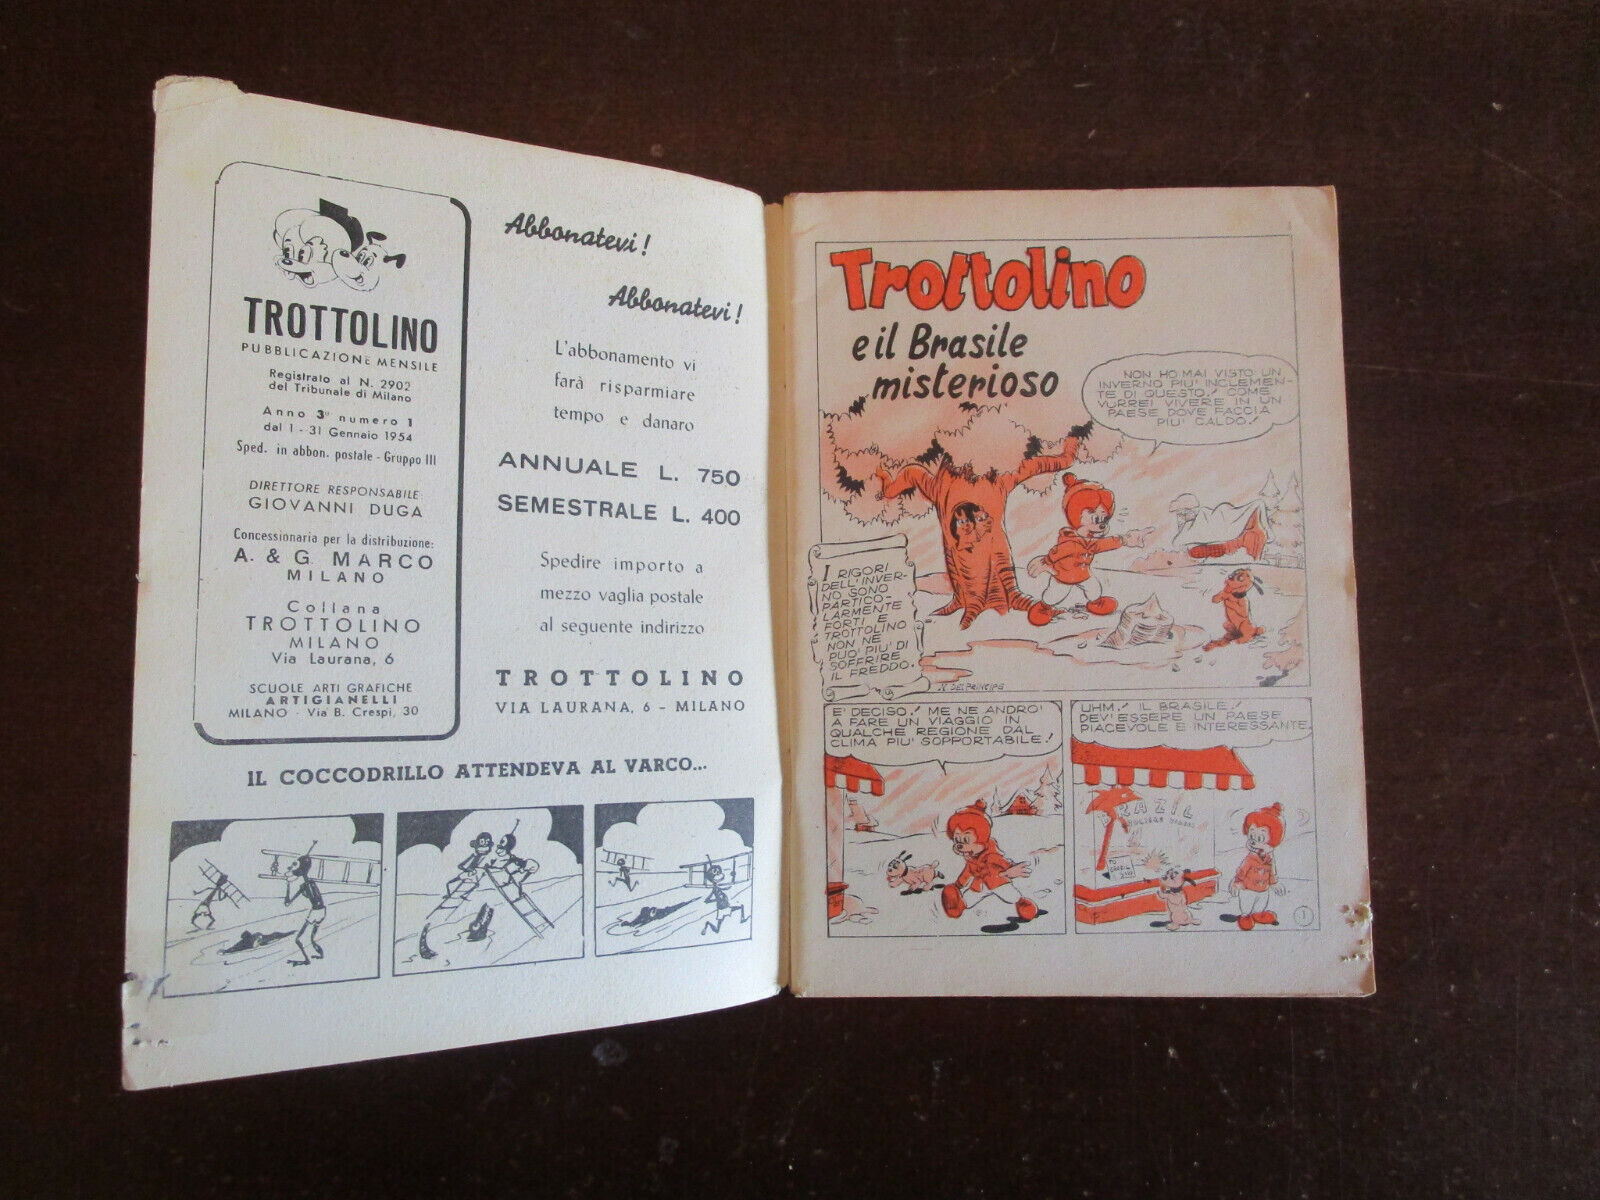 TROTTOLINO
PUBBLICAZIONE MENSILE
Registrato al N. 2902
del Tribunale di Milano
Anno 3º numero 1
dal 1 - 31 Gennaio 1954
Sped. in abbon. postale - Gruppo III
DIRETTORE RESPONSABILE:
GIOVANNI DUGA
Concessionaria per la distribuzione:
A. & G. MARCO
MILANO
Collana
TROTTOLINO
MILANO
Via Laurana, 6
SCUOLE ARTI GRAFICHE
ARTIGIANELLI
MILANO - Via B. Crespi, 30
Abbonatevi!
Abbonatevi!
L'abbonamento vi
farà risparmiare
tempo e danaro
ANNUALE L. 750
SEMESTRALE L. 400
Spedire importo a
mezzo vaglia postale
al seguente indirizzo
TROTTOLINO
VIA LAURANA, 6 - MILANO
IL COCCODRILLO ATTENDEVA AL VARCO...
Trottolino
e il Brasile
misterioso
NON HO MAI VISTO UN
INVERNO PIU' INCLEMEN-
TE DI QUESTO! COME
VORREI VIVERE IN UN
PAESE DOVE FACCIA
PIU' CALDO!
I RIGORI
DELL'INVER-
NO SONO
PARTICO-
LARMENTE
FORTI E
TROTTOLINO
NON NE
PUO' PIU' DI
SOFFRIRE
IL FREDDO.
N. DEL PRINCIPE
E' DECISO! ME NE ANDRO'
A FARE UN VIAGGIO IN
QUALCHE REGIONE DAL
CLIMA PIU' SOPPORTABILE!
UHM! IL BRASILE!
DEV'ESSERE UN PAESE
PIACEVOLE E INTERESSANTE
BRAZIL
TO
BRAZIL
1